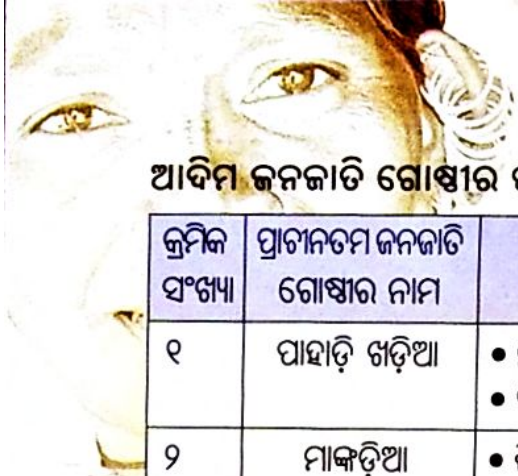 ଆଦିମ ଜନଜାତି ଗୋଷ୍ଠୀର
କ୍ରମିକ ସଂଖ୍ୟା ପ୍ରାଚୀନତମ ଜନଜାତି ଗୋଷ୍ଠୀର ନାମ
୧ ପାହାଡ଼ି ଖଡ଼ିଆ
୨ ମାଙ୍କଡ଼ିଆ